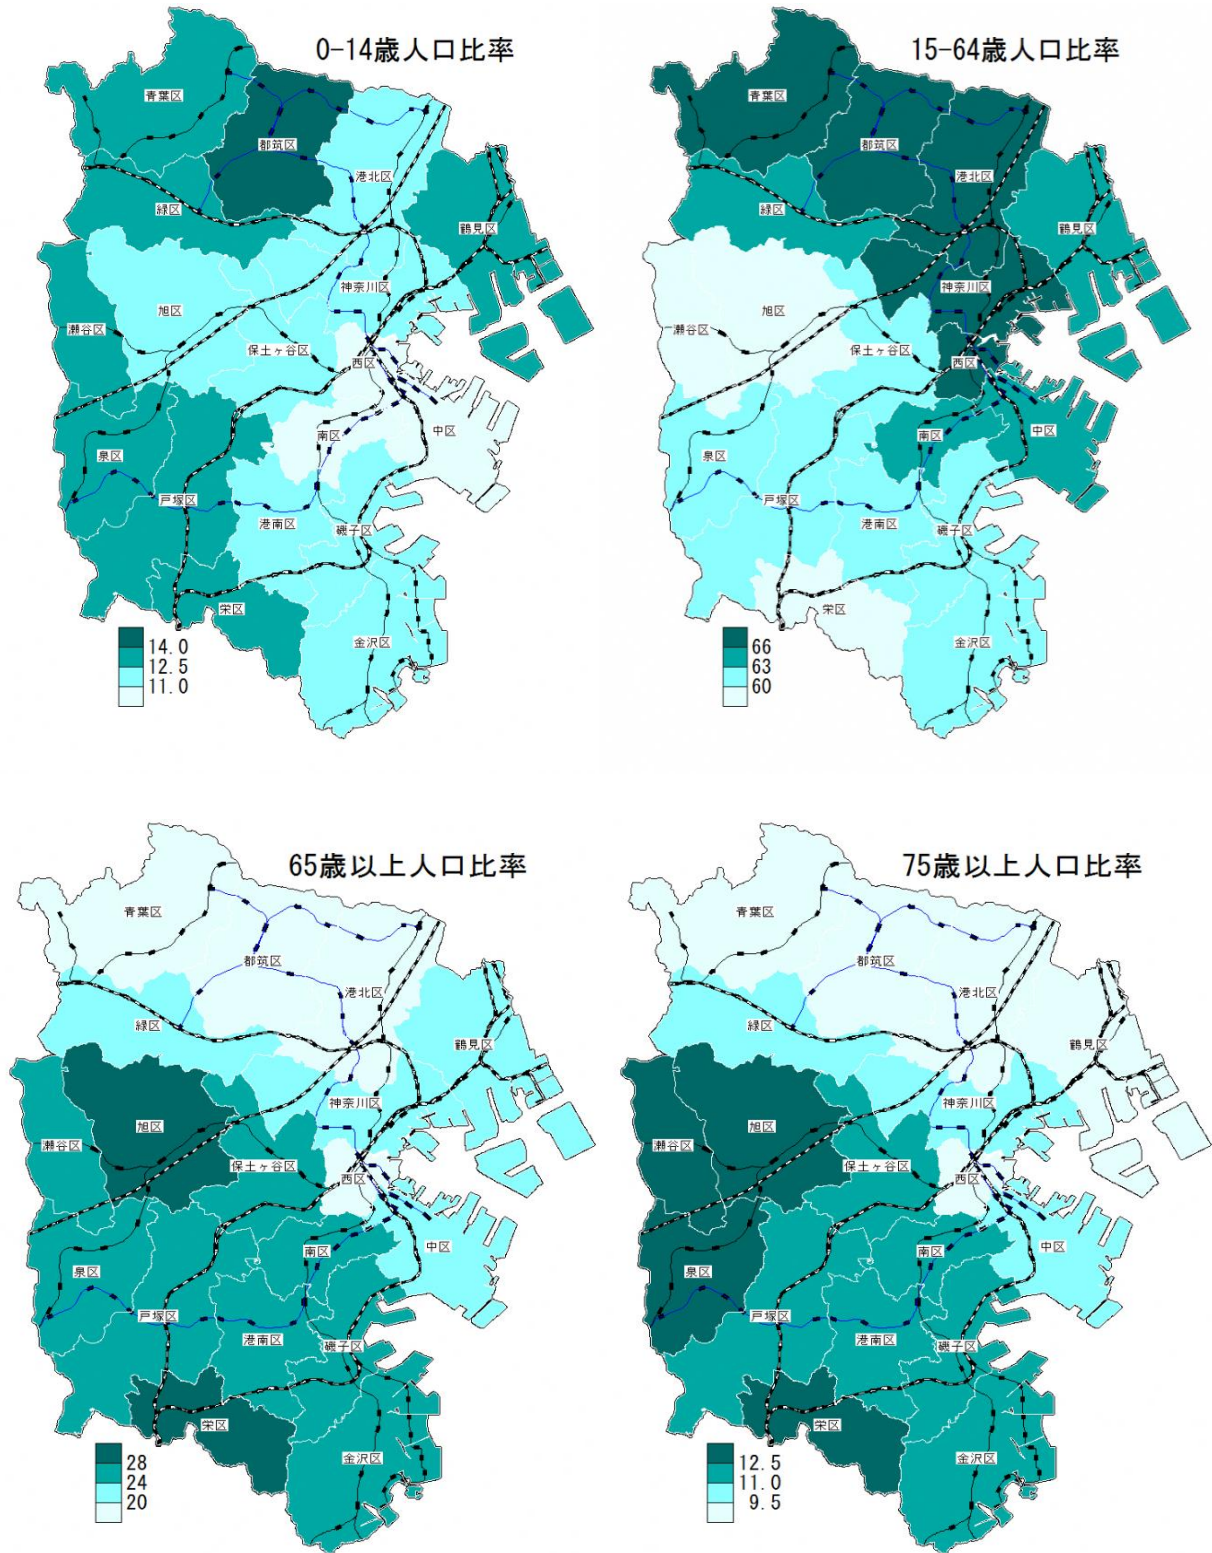 0-14歳人口比率
青葉区
都筑区
港北区
緑区
鶴見区
神奈川区
旭区
瀬谷区
保土ヶ谷区
西区
中区
南区
泉区
戸塚区
港南区
磯子区
栄区
金沢区
14.0
12.5
11.0
15-64歳人口比率
青葉区
都筑区
港北区
緑区
鶴見区
神奈川区
旭区
瀬谷区
保土ヶ谷区
西区
中区
南区
泉区
戸塚区
港南区
磯子区
栄区
金沢区
66
63
60
65歳以上人口比率
青葉区
都筑区
港北区
緑区
鶴見区
神奈川区
旭区
瀬谷区
保土ヶ谷区
西区
中区
南区
泉区
戸塚区
港南区
磯子区
栄区
金沢区
28
24
20
75歳以上人口比率
青葉区
都筑区
港北区
緑区
鶴見区
神奈川区
旭区
瀬谷区
保土ヶ谷区
西区
中区
南区
泉区
戸塚区
港南区
磯子区
栄区
金沢区
12.5
11.0
9.5